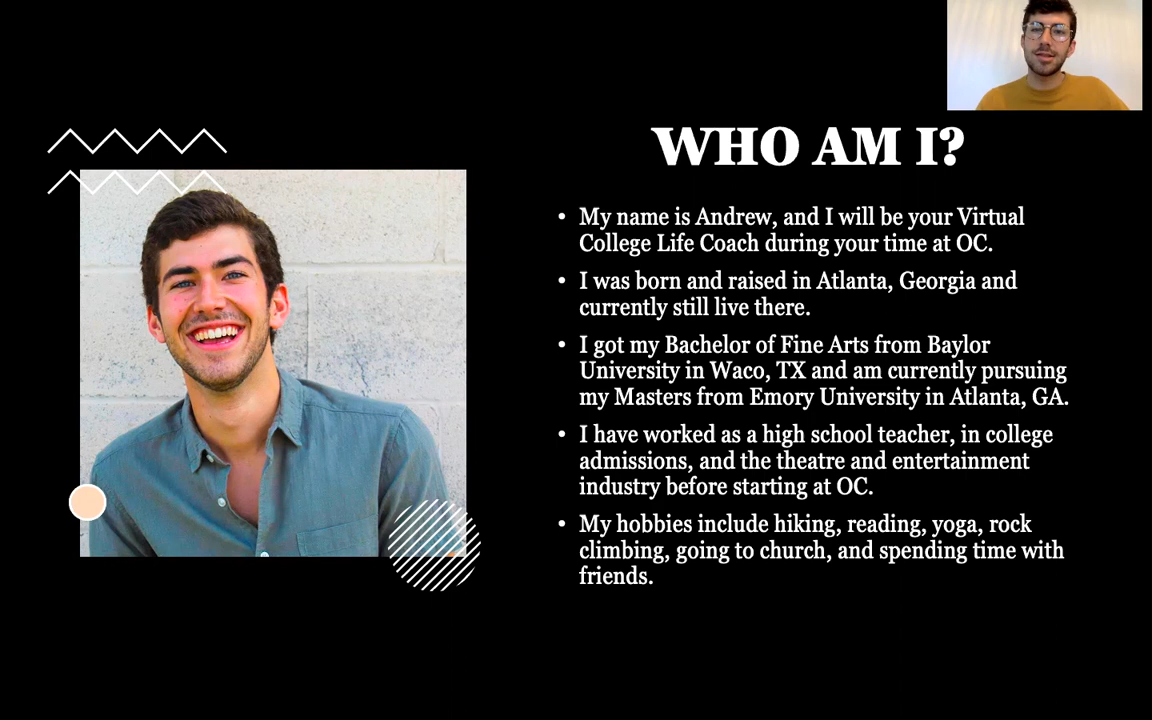 WHO AM I?
• My name is Andrew, and I will be your Virtual
College Life Coach during your time at OC.
• I was born and raised in Atlanta, Georgia and
currently still live there.
• I got my Bachelor of Fine Arts from Baylor
University in Waco, TX and am currently pursuing
my Masters from Emory University in Atlanta, GA.
• I have worked as a high school teacher, in college
admissions, and the theatre and entertainment
industry before starting at OC.
• My hobbies include hiking, reading, yoga, rock
climbing, going to church, and spending time with
friends.